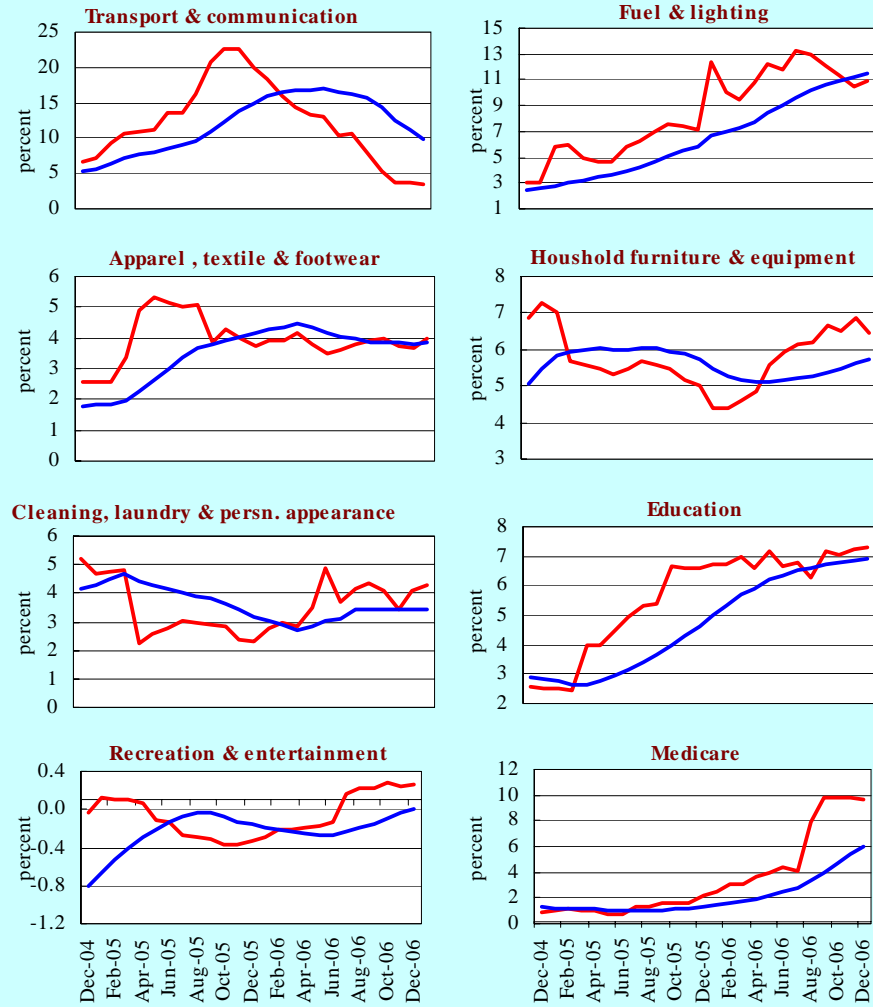 Transport & communication
25
20
15
10
5
0
percent
Fuel & lighting
15
13
11
9
7
5
3
1
percent
Apparel , textile & footwear
6
5
4
3
2
1
0
percent
Houshold furniture & equipment
8
7
6
5
4
3
percent
Cleaning, laundry & persn. appearance
6
5
4
3
2
1
0
percent
Education
8
7
6
5
4
3
2
percent
Recreation & entertainment
0.4
0.0
-0.4
-0.8
-1.2
percent
Dec-04
Feb-05
Apr-05
Jun-05
Aug-05
Oct-05
Dec-05
Feb-06
Apr-06
Jun-06
Aug-06
Oct-06
Dec-06
Medicare
12
10
8
6
4
2
0
percent
Dec-04
Feb-05
Apr-05
Jun-05
Aug-05
Oct-05
Dec-05
Feb-06
Apr-06
Jun-06
Aug-06
Oct-06
Dec-06